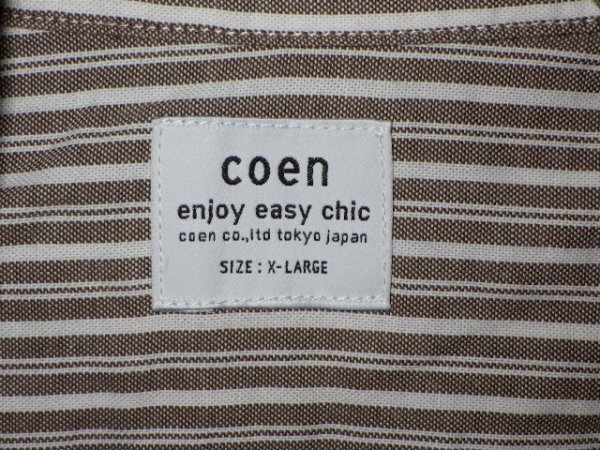 coen
enjoy easy chic
coen co.,ltd tokyo japan
SIZE : X-LARGE